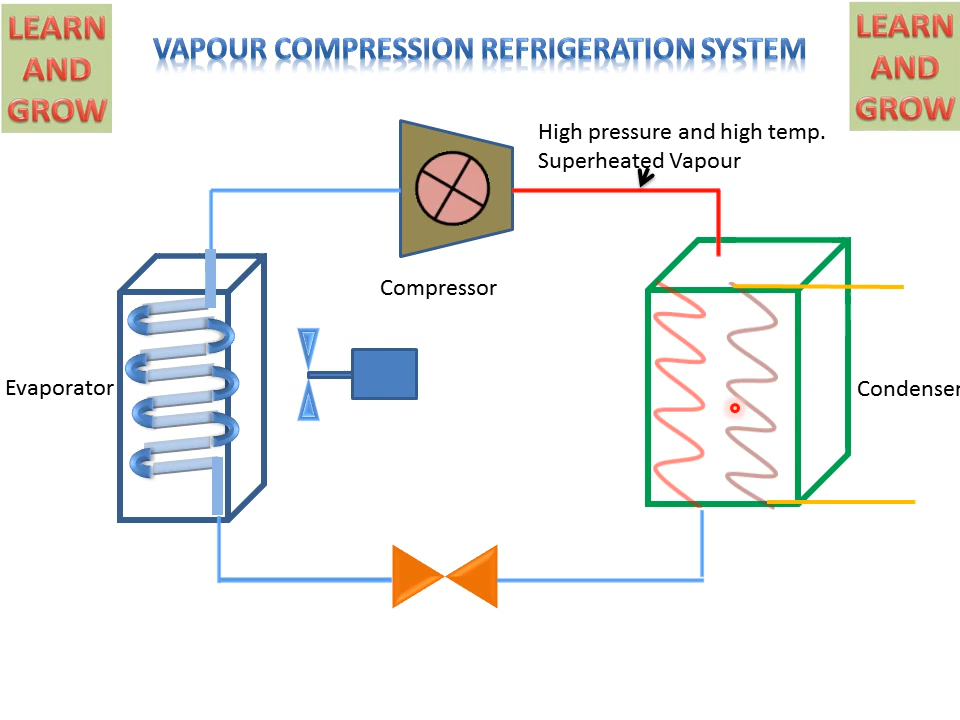 LEARN
AND
GROW
VAPOUR COMPRESSION REFRIGERATION SYSTEM
LEARN
AND
GROW
High pressure and high temp.
Superheated Vapour
Compressor
Evaporator
Condenser